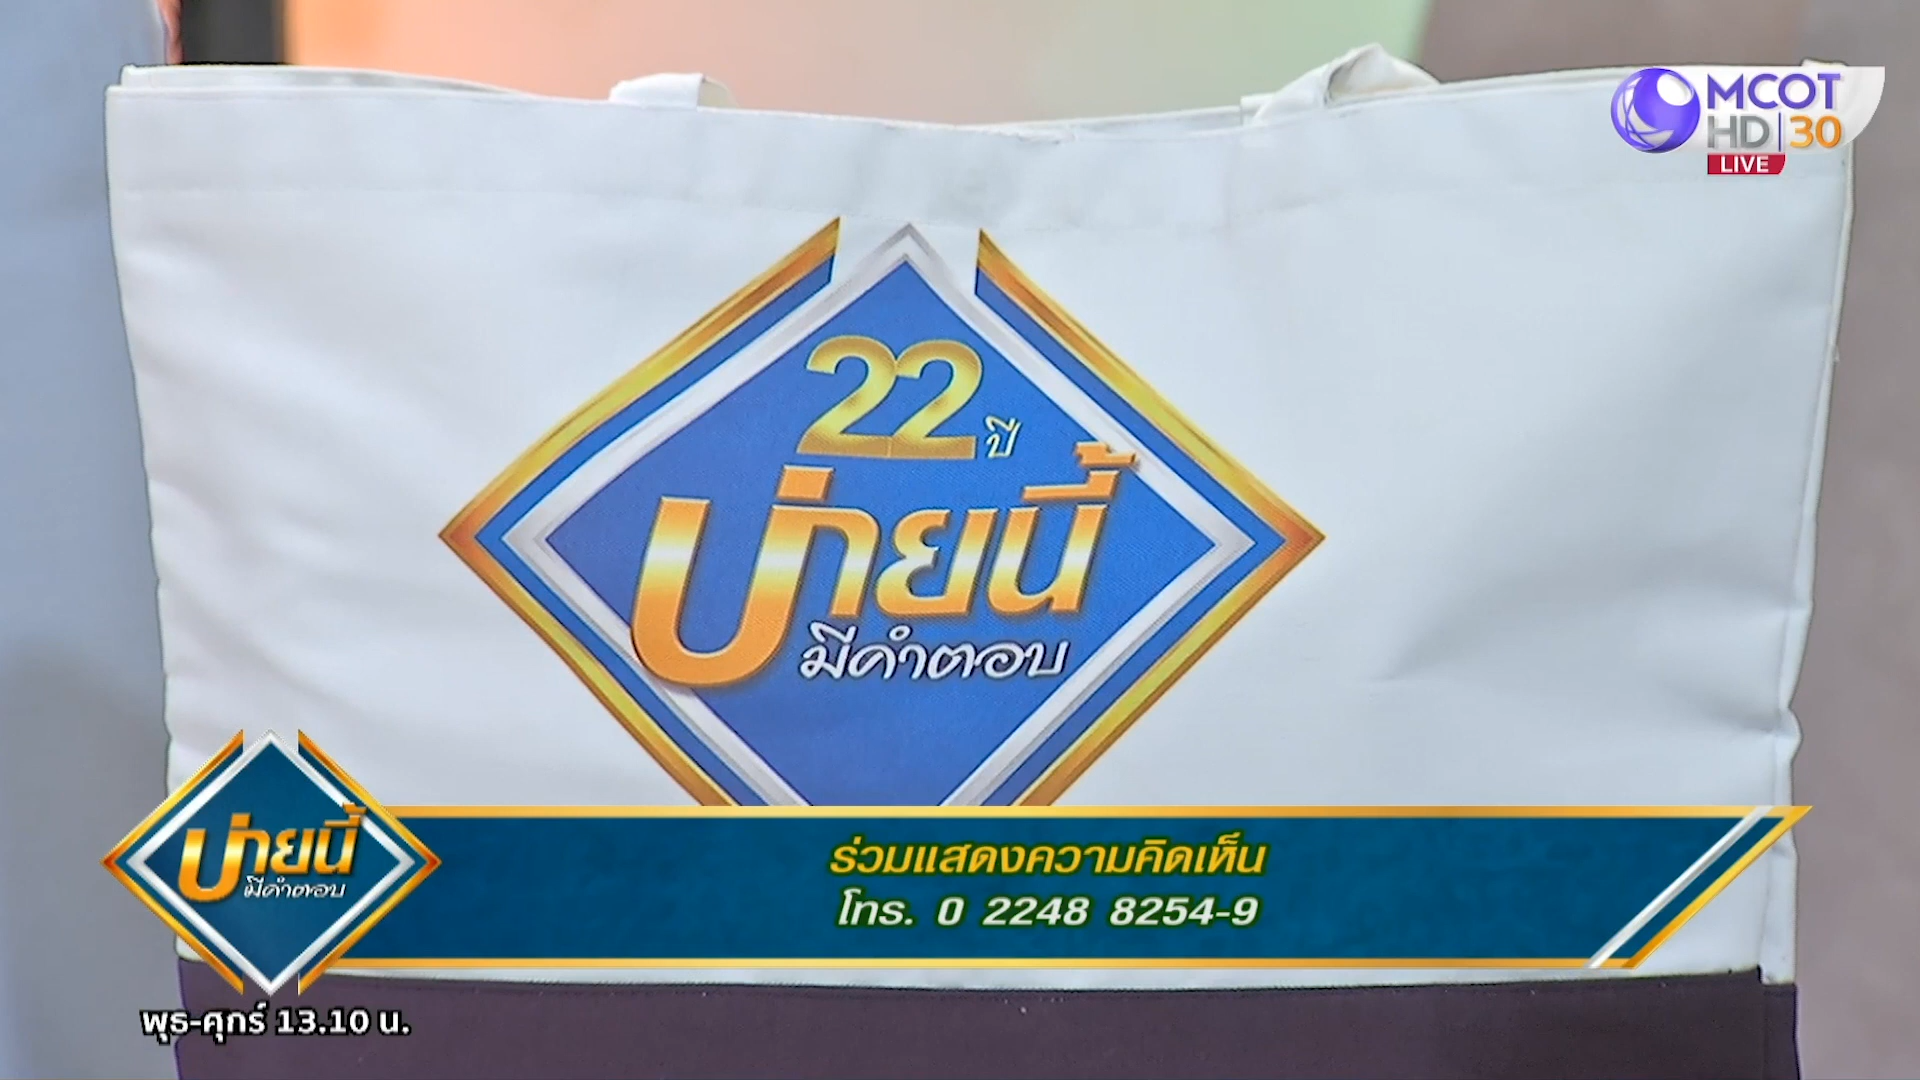 MCOT
HD 30
LIVE
22 ปี
บ่ายนี้
มีคำตอบ
บ่ายนี้
มีคำตอบ
ร่วมแสดงความคิดเห็น
โทร. 0 2248 8254-9
พุธ-ศุกร์ 13.10 น.